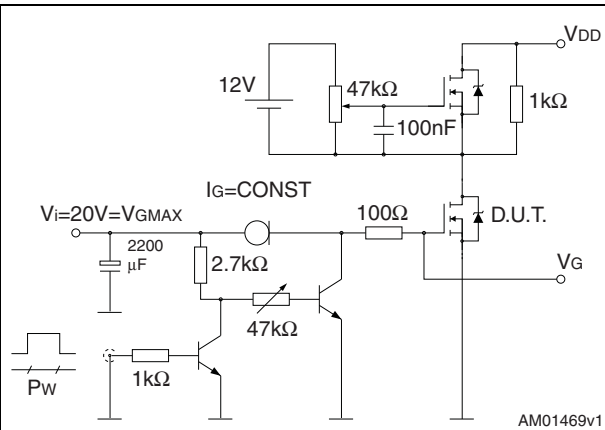 VDD
12V
47kΩ
1kΩ
100nF
IG=CONST
Vi=20V=VGMAX
100Ω
D.U.T.
2200
μF
2.7kΩ
VG
47kΩ
1kΩ
PW
AM01469v1